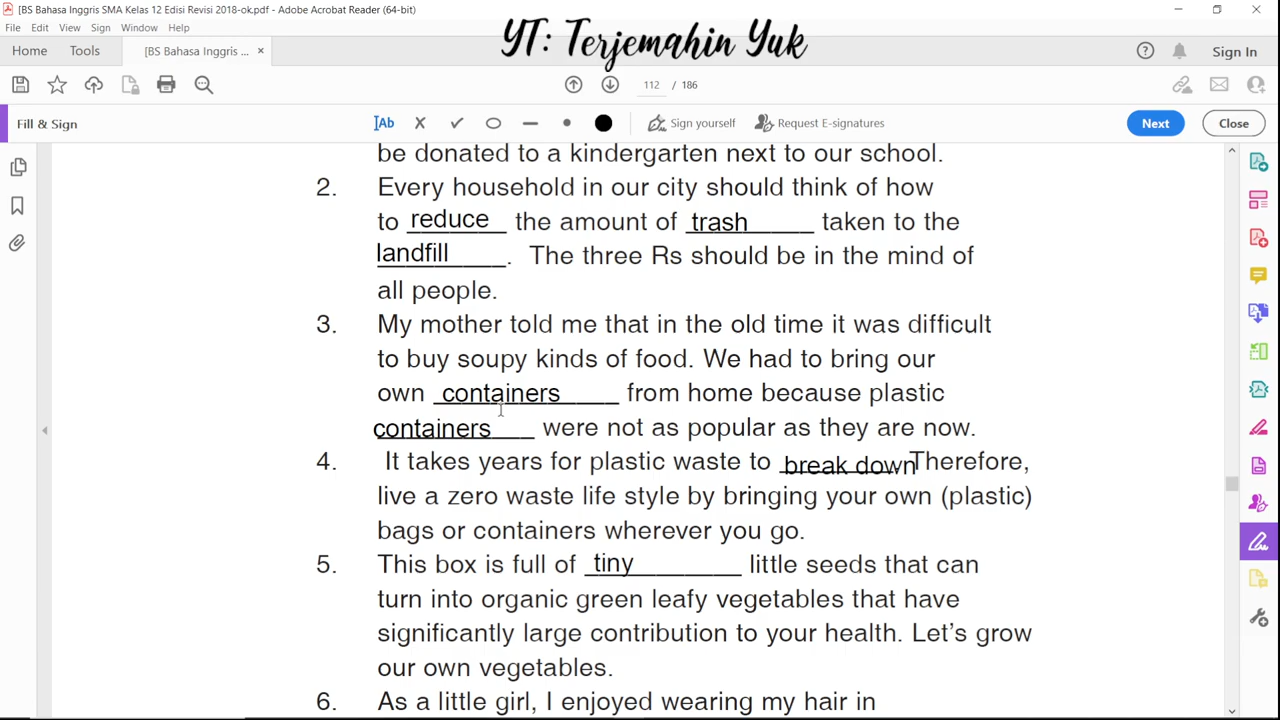 [BS Bahasa Inggris SMA Kelas 12 Edisi Revisi 2018-ok.pdf - Adobe Acrobat Reader (64-bit)
YT: Terjemahin Yuk
File Edit View Sign Window Help
Home Tools [BS Bahasa Inggris ... × Sign In
112 / 186
Fill & Sign Ab Sign yourself Request E-signatures Next Close
be donated to a kindergarten next to our school.
2. Every household in our city should think of how
to reduce the amount of trash taken to the
landfill. The three Rs should be in the mind of
all people.
3. My mother told me that in the old time it was difficult
to buy soupy kinds of food. We had to bring our
own containers from home because plastic
containers were not as popular as they are now.
4. It takes years for plastic waste to break down. Therefore,
live a zero waste life style by bringing your own (plastic)
bags or containers wherever you go.
5. This box is full of tiny little seeds that can
turn into organic green leafy vegetables that have
significantly large contribution to your health. Let's grow
our own vegetables.
6. As a little girl, I enjoyed wearing my hair in